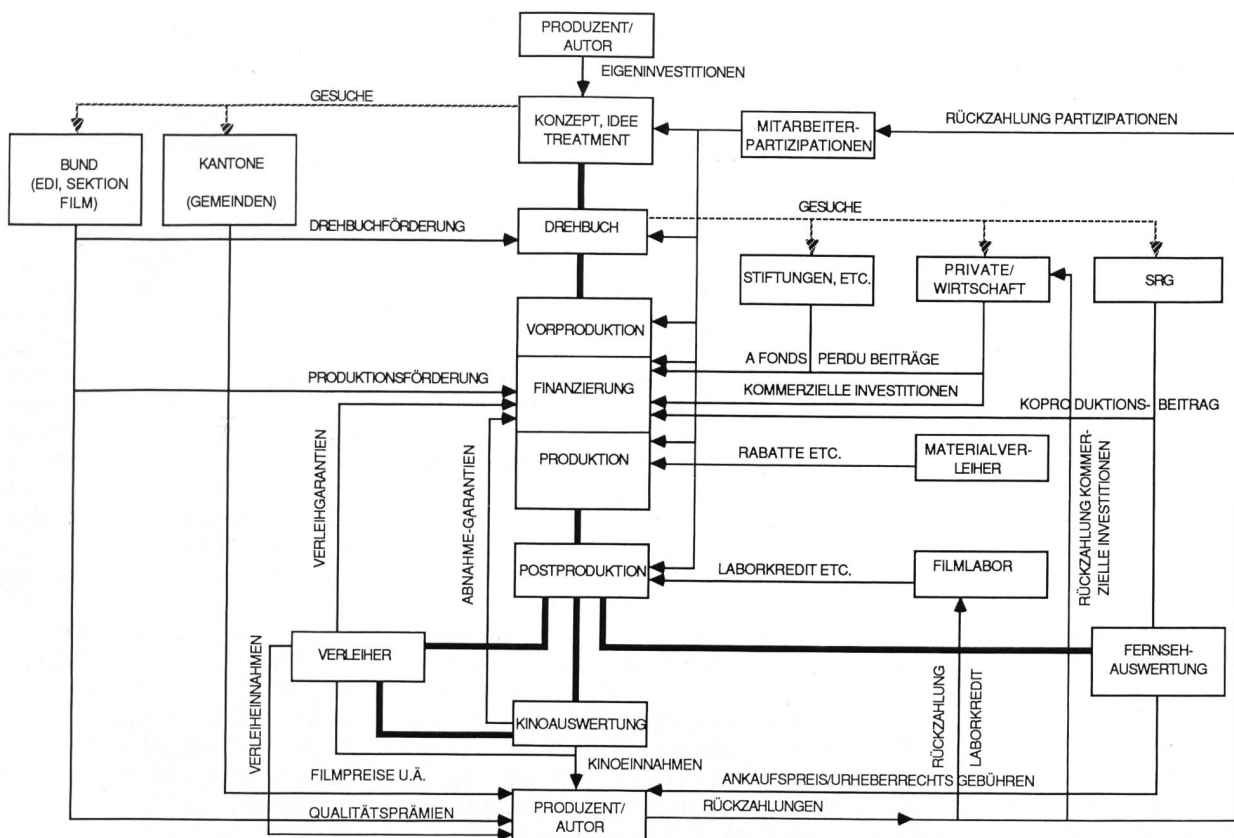 PRODUZENT/
AUTOR
EIGENINVESTITIONEN
GESUCHE
KONZEPT, IDEE
TREATMENT
MITARBEITER-
PARTIZIPATIONEN
RÜCKZAHLUNG PARTIZIPATIONEN
BUND
(EDI, SEKTION
FILM)
KANTONE
(GEMEINDEN)
DREHBUCHFÖRDERUNG
DREHBUCH
GESUCHE
STIFTUNGEN, ETC.
PRIVATE/
WIRTSCHAFT
SRG
VORPRODUKTION
A FONDS PERDU BEITRÄGE
PRODUKTIONSFÖRDERUNG
FINANZIERUNG
KOMMERZIELLE INVESTITIONEN
KOPRODUKTIONS- BEITRAG
VERLEIHGARANTIEN
ABNAHME-GARANTIEN
PRODUKTION
RABATTE ETC.
MATERIALVER-
LEIHER
RÜCKZAHLUNG KOMMER-
ZIELLE INVESTITIONEN
POSTPRODUKTION
LABORKREDIT ETC.
FILMLABOR
VERLEIHEINNAHMEN
VERLEIHER
RÜCKZAHLUNG
LABORKREDIT
FERNSEH-
AUSWERTUNG
KINOAUSWERTUNG
KINOEINNAHMEN
FILMPREISE U.Ä.
ANKAUFSPREIS/URHEBERRECHTS GEBÜHREN
QUALITÄTSPRÄMIEN
PRODUZENT/
AUTOR
RÜCKZAHLUNGEN